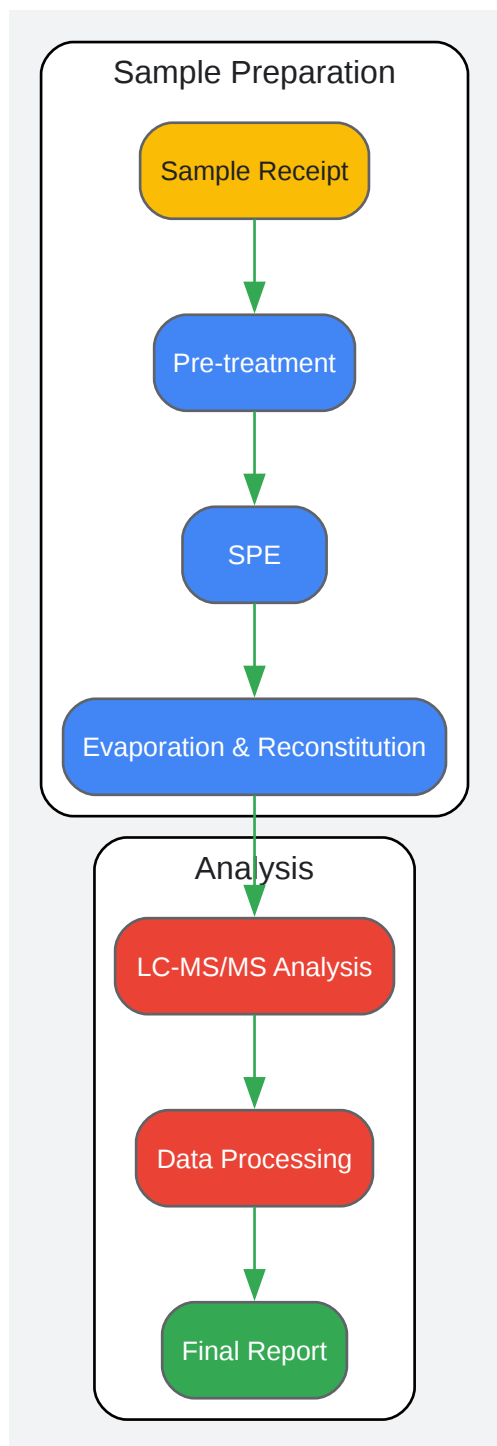 Sample Preparation
Sample Receipt
Pre-treatment
SPE
Evaporation & Reconstitution
Analysis
LC-MS/MS Analysis
Data Processing
Final Report